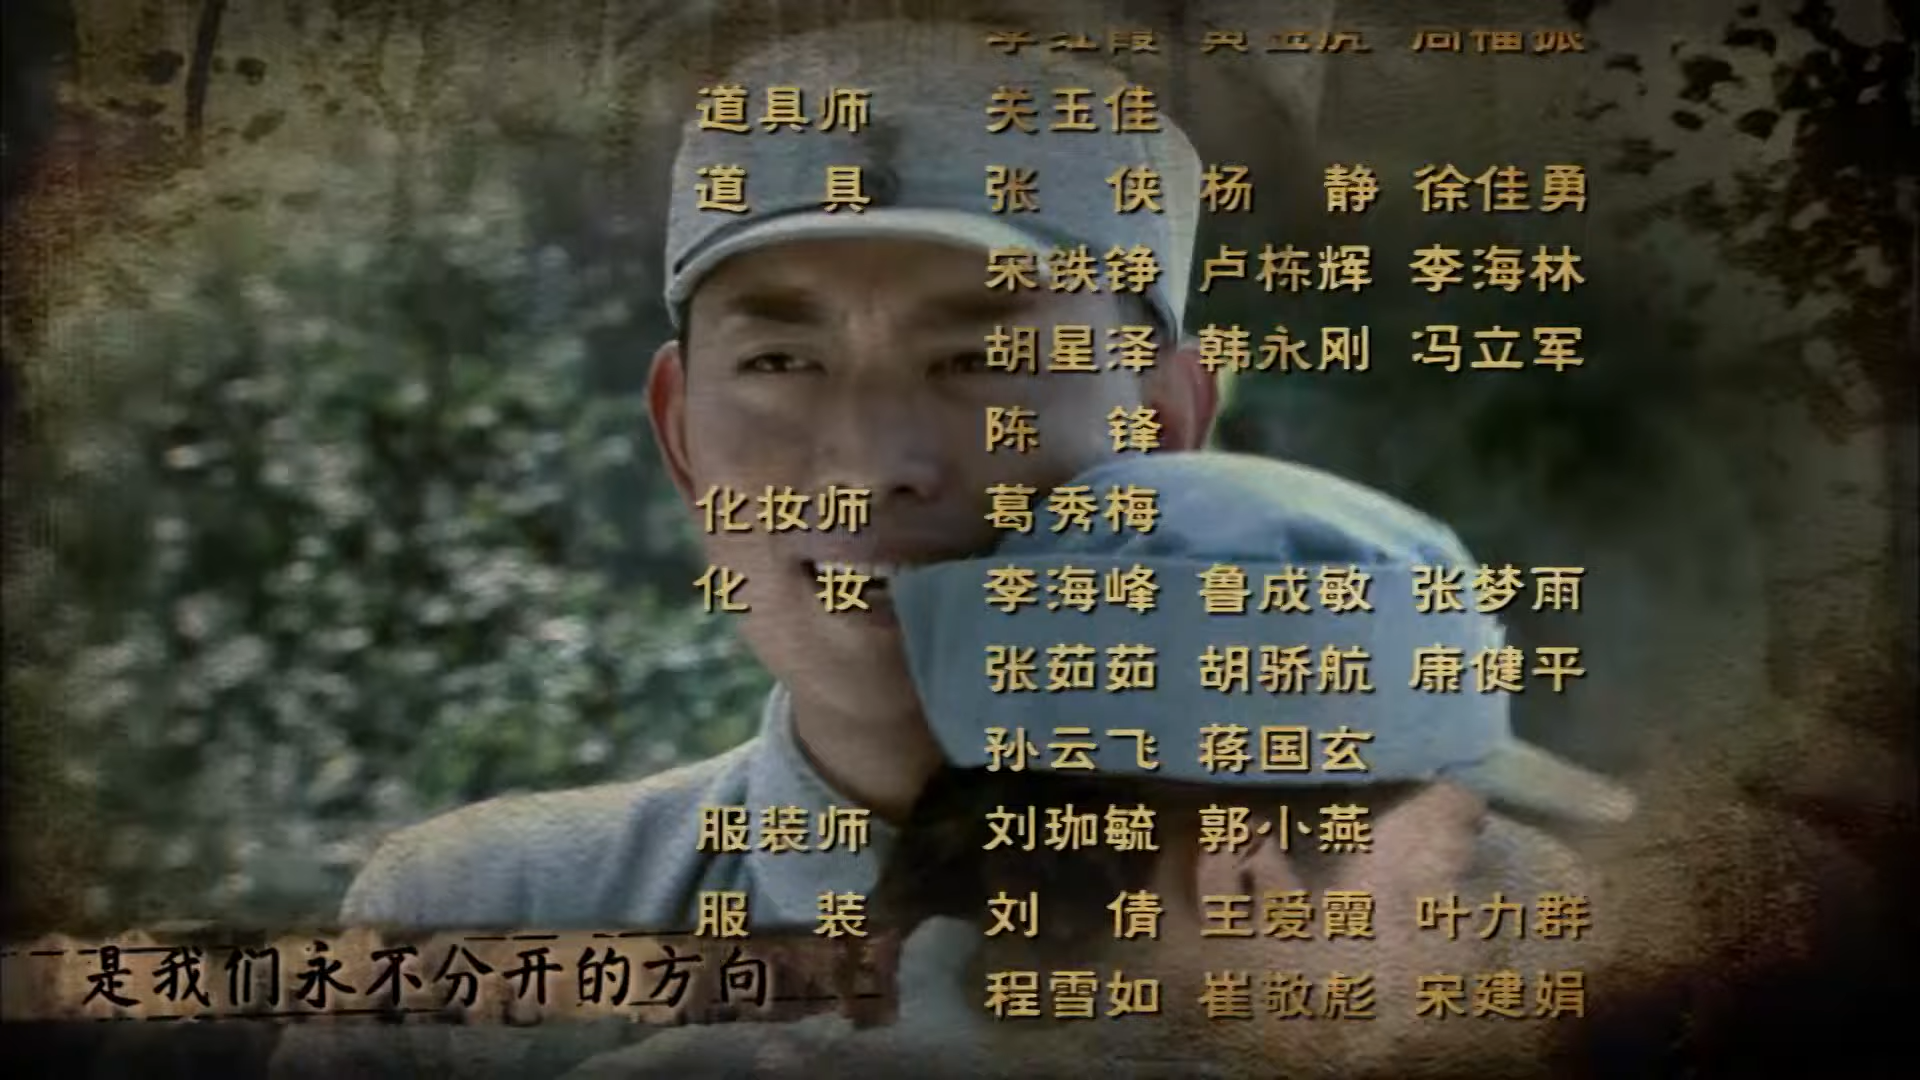 道具师 关玉佳
道 具 张 侠 杨 静 徐佳勇
宋铁铮 卢栋辉 李海林
胡星泽 韩永刚 冯立军
陈 锋
化妆师 葛秀梅
化 妆 李海峰 鲁成敏 张梦雨
张茹茹 胡骄航 康健平
孙云飞 蒋国玄
服装师 刘珈毓 郭小燕
服 装 刘 倩 王爱霞 叶力群
程雪如 崔敬彪 宋建娟
是我们永不分开的方向